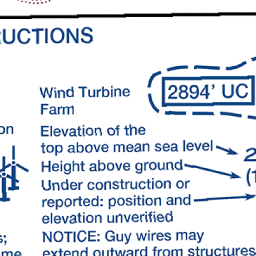 RUCTIONS
Wind Turbine
Farm
2894' UC
on
Elevation of the
top above mean sea level
2
Height above ground
(1
Under construction or
reported: position and
elevation unverified
s;
NOTICE: Guy wires may
me
extend outward from structures